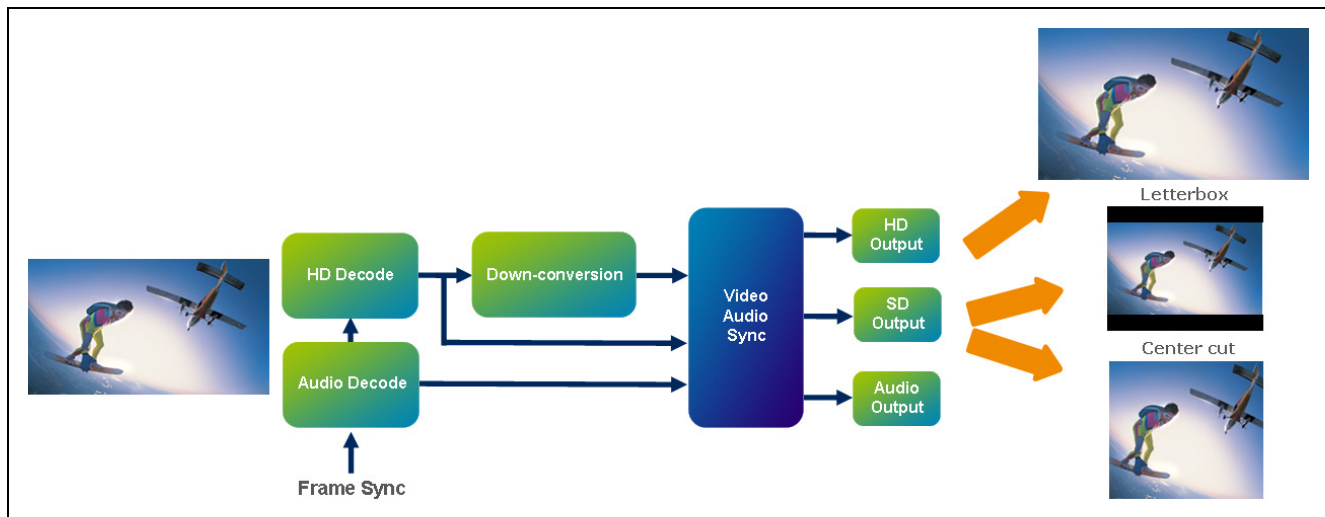 Letterbox
HD Decode
Down-conversion
Video
Audio
Sync
HD
Output
SD
Output
Center cut
Audio Decode
Audio
Output
Frame Sync